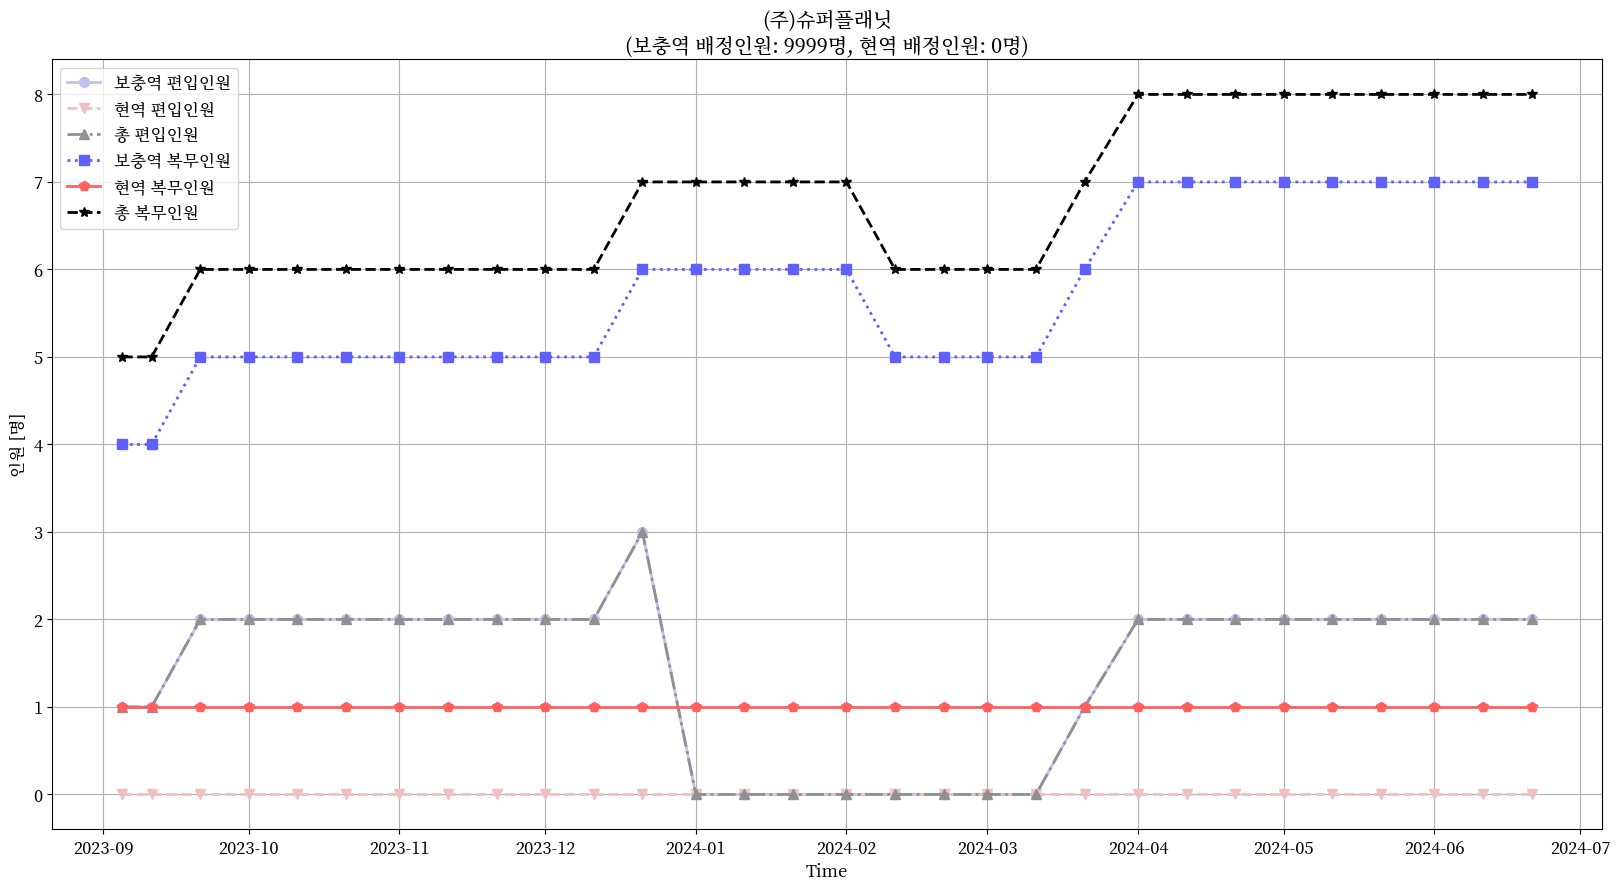 (주)슈퍼플래닛
(보충역 배정인원: 9999명, 현역 배정인원: 0명)
보충역 편입인원
현역 편입인원
총 편입인원
보충역 복무인원
현역 복무인원
총 복무인원
인원 [명]
8
7
6
5
4
3
2
1
0
2023-09 2023-10 2023-11 2023-12 2024-01 2024-02 2024-03 2024-04 2024-05 2024-06 2024-07
Time